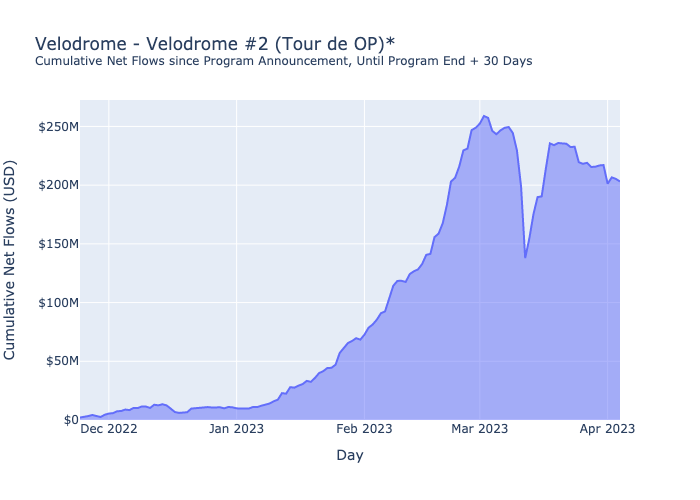 Velodrome - Velodrome #2 (Tour de OP)*
Cumulative Net Flows since Program Announcement, Until Program End + 30 Days
Cumulative Net Flows (USD)
$250M
$200M
$150M
$100M
$50M
$0
Dec 2022 Jan 2023 Feb 2023 Mar 2023 Apr 2023
Day